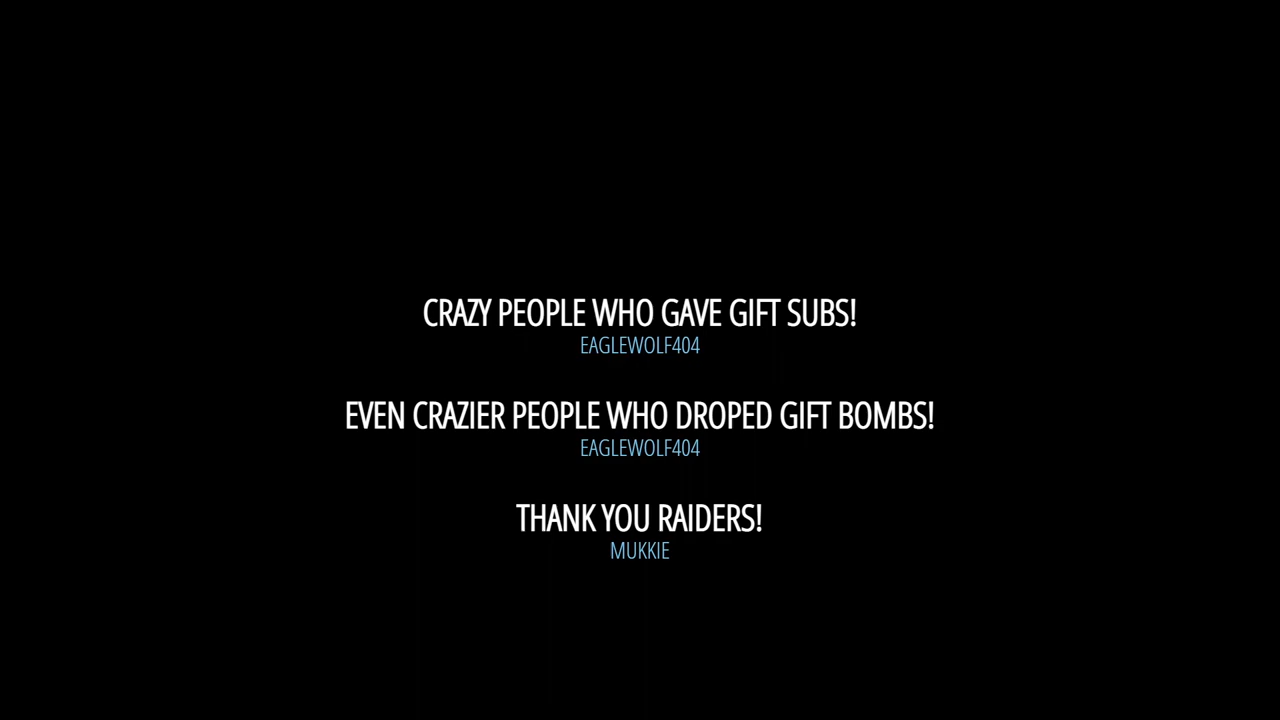 CRAZY PEOPLE WHO GAVE GIFT SUBS!
EAGLEWOLF404
EVEN CRAZIER PEOPLE WHO DROPED GIFT BOMBS!
EAGLEWOLF404
THANK YOU RAIDERS!
MUKKIE